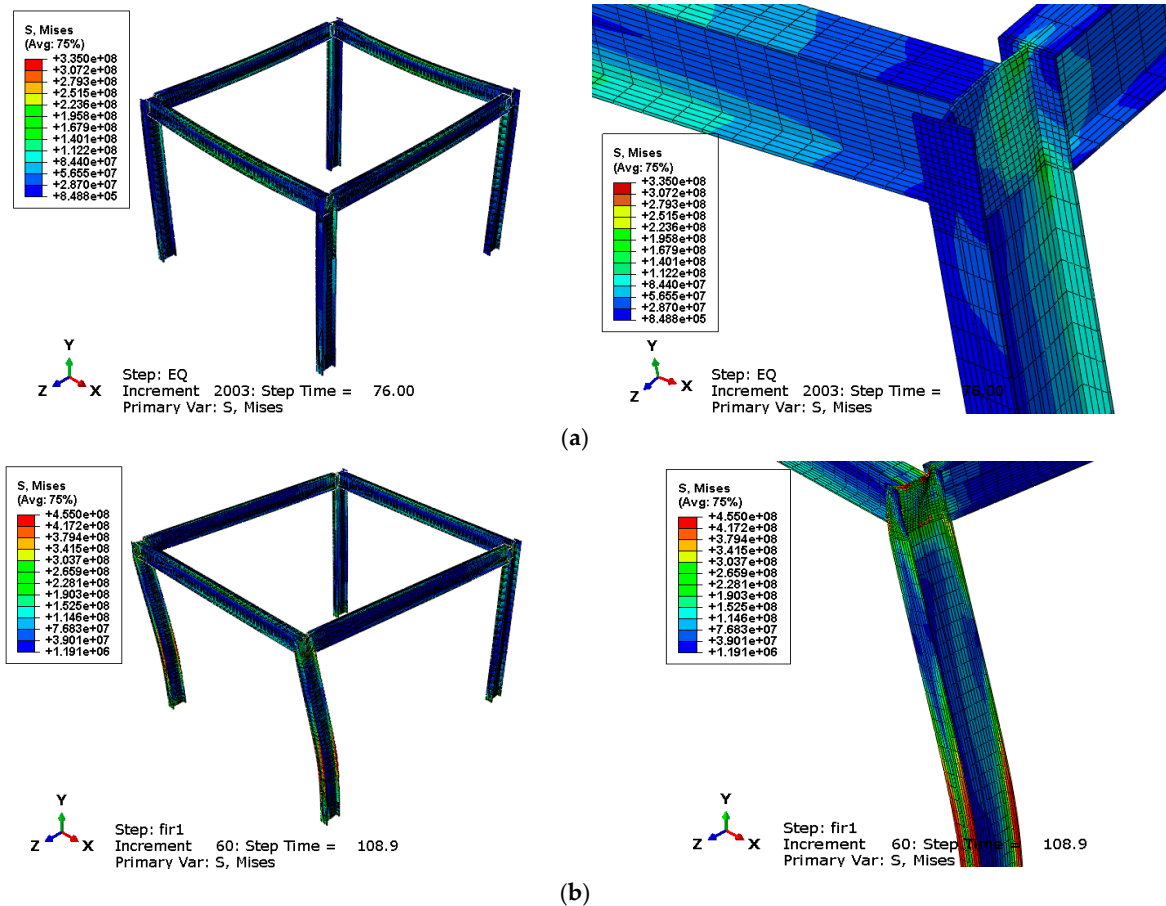 S, Mises
(Avg: 75%)
+3.350e+08
+3.072e+08
+2.793e+08
+2.515e+08
+2.236e+08
+1.958e+08
+1.679e+08
+1.401e+08
+1.122e+08
+8.440e+07
+5.655e+07
+2.870e+07
+8.488e+05
Y
Z
X
Step: EQ
Increment 2003: Step Time = 76.00
Primary Var: S, Mises
S, Mises
(Avg: 75%)
+3.350e+08
+3.072e+08
+2.793e+08
+2.515e+08
+2.236e+08
+1.958e+08
+1.679e+08
+1.401e+08
+1.122e+08
+8.440e+07
+5.655e+07
+2.870e+07
+8.488e+05
Y
Z
X
Step: EQ
Increment 2003: Step Time = 76.00
Primary Var: S, Mises
(a)
S, Mises
(Avg: 75%)
+4.550e+08
+4.172e+08
+3.794e+08
+3.415e+08
+3.037e+08
+2.659e+08
+2.281e+08
+1.903e+08
+1.525e+08
+1.146e+08
+7.683e+07
+3.901e+07
+1.191e+06
Y
Z
X
Step: fir1
Increment 60: Step Time = 108.9
Primary Var: S, Mises
S, Mises
(Avg: 75%)
+4.550e+08
+4.172e+08
+3.794e+08
+3.415e+08
+3.037e+08
+2.659e+08
+2.281e+08
+1.903e+08
+1.525e+08
+1.146e+08
+7.683e+07
+3.901e+07
+1.191e+06
Y
Z
X
Step: fir1
Increment 60: Step Time = 108.9
Primary Var: S, Mises
(b)